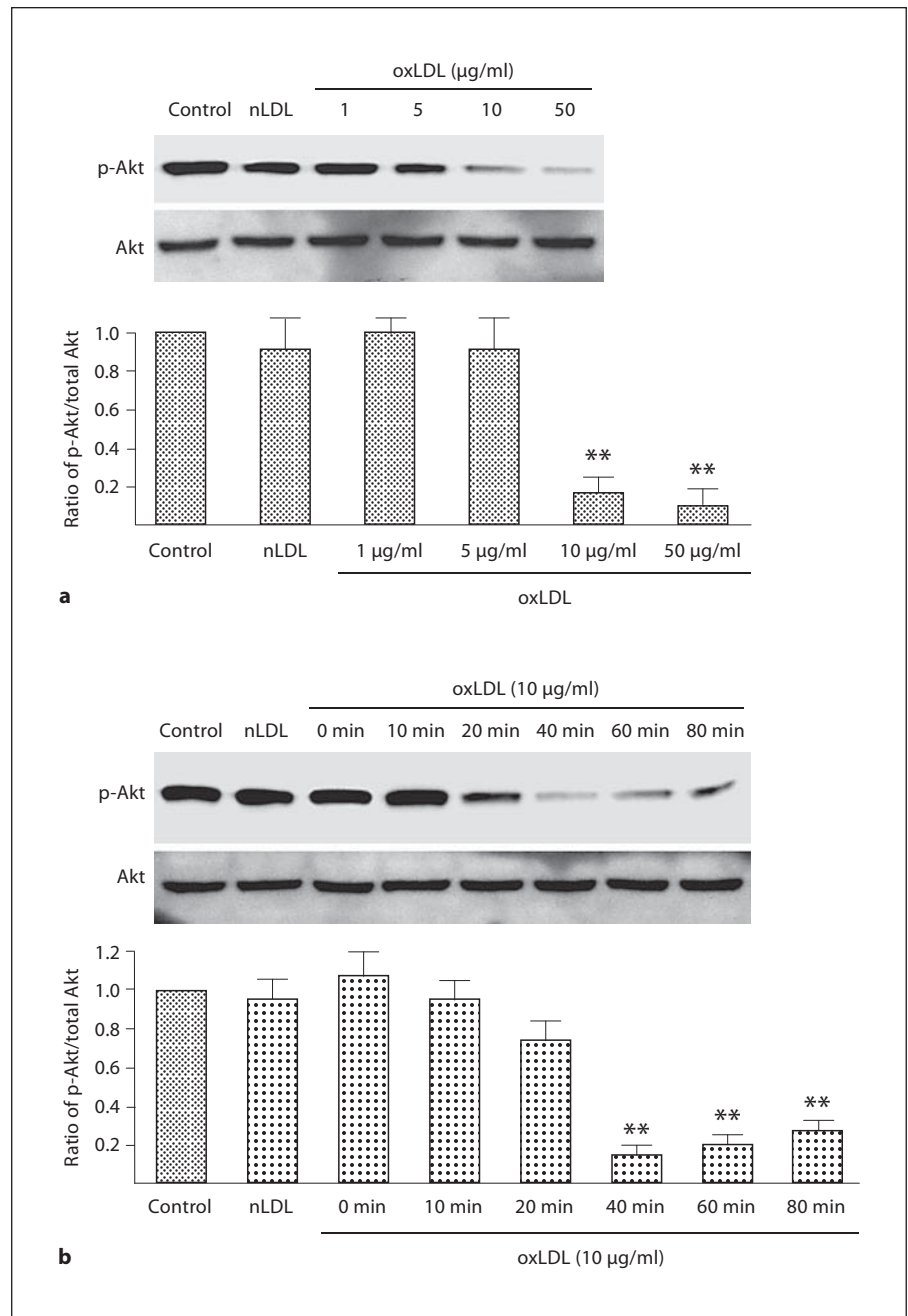 oxLDL (µg/ml)
Control nLDL 1 5 10 50
p-Akt
Akt
Ratio of p-Akt/total Akt
1.0
0.8
0.6
0.4
0.2
** **
Control nLDL 1 µg/ml 5 µg/ml 10 µg/ml 50 µg/ml
oxLDL
a
oxLDL (10 µg/ml)
Control nLDL 0 min 10 min 20 min 40 min 60 min 80 min
p-Akt
Akt
Ratio of p-Akt/total Akt
1.2
1.0
0.8
0.6
0.4
0.2
** ** **
Control nLDL 0 min 10 min 20 min 40 min 60 min 80 min
oxLDL (10 µg/ml)
b